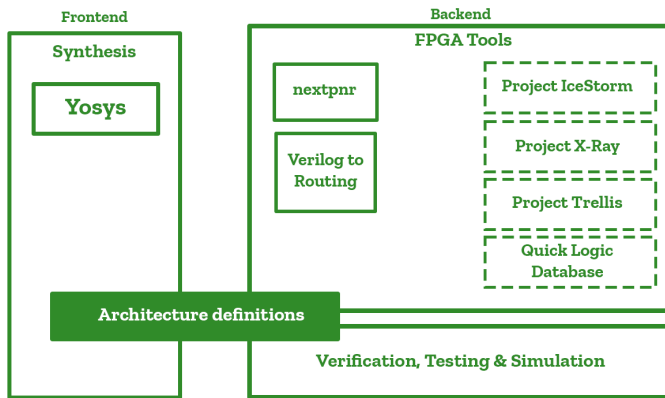 Frontend
Synthesis
Yosys
Backend
FPGA Tools
nextpnr
Verilog to
Routing
Project IceStorm
Project X-Ray
Project Trellis
Quick Logic
Database
Architecture definitions
Verification, Testing & Simulation